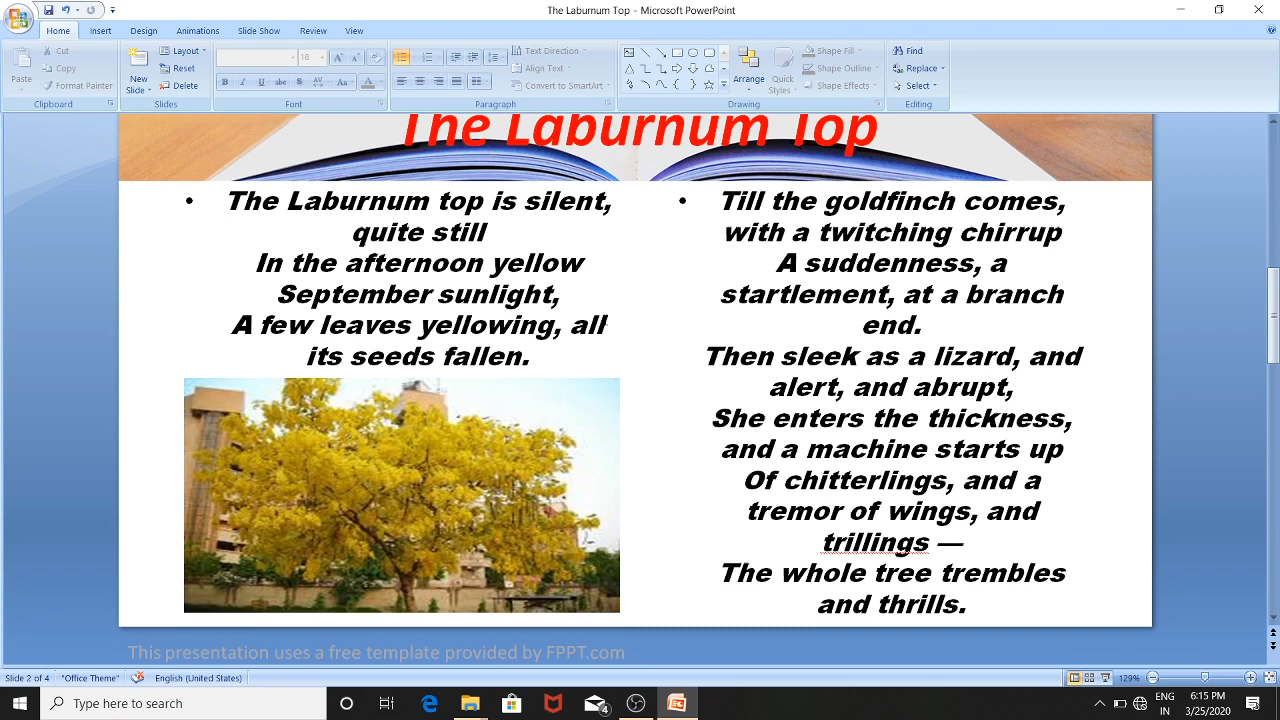 The Laburnum Top - Microsoft PowerPoint
Home Insert Design Animations Slide Show Review View
Paste
Cut
Copy
Format Painter
Clipboard
New Slide
Layout
Reset
Delete
Slides
18
B I U abc S AV Aa A
Font
Text Direction
Align Text
Convert to SmartArt
Paragraph
Arrange
Quick Styles
Shape Fill
Shape Outline
Shape Effects
Drawing
Find
Replace
Select
Editing
The Laburnum Top
• The Laburnum top is silent,
quite still
In the afternoon yellow
September sunlight,
A few leaves yellowing, all
its seeds fallen.
• Till the goldfinch comes,
with a twitching chirrup
A suddenness, a
startlement, at a branch
end.
Then sleek as a lizard, and
alert, and abrupt,
She enters the thickness,
and a machine starts up
Of chitterlings, and a
tremor of wings, and
trillings —
The whole tree trembles
and thrills.
This presentation uses a free template provided by FPPT.com
Slide 2 of 4 "Office Theme" English (United States) 129%
Type here to search
4
ENG
IN
6:15 PM
3/25/2020